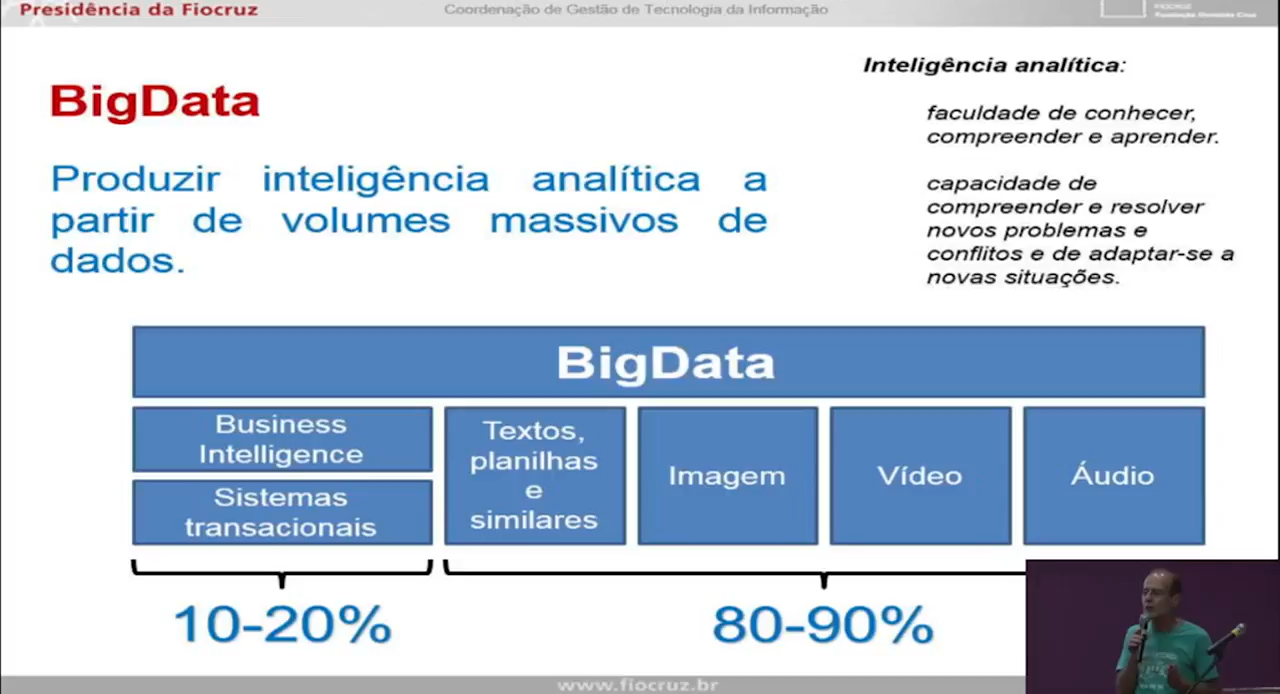 Presidência da Fiocruz
Coordenação de Gestão de Tecnologia da Informação
FIOCRUZ
Fundação Oswaldo Cruz
BigData
Produzir inteligência analítica a
partir de volumes massivos de
dados.
Inteligência analítica:
faculdade de conhecer,
compreender e aprender.
capacidade de
compreender e resolver
novos problemas e
conflitos e de adaptar-se a
novas situações.
BigData
Business
Intelligence
Sistemas
transacionais
Textos,
planilhas
e
similares
Imagem
Vídeo
Áudio
10-20%
80-90%
www.fiocruz.br